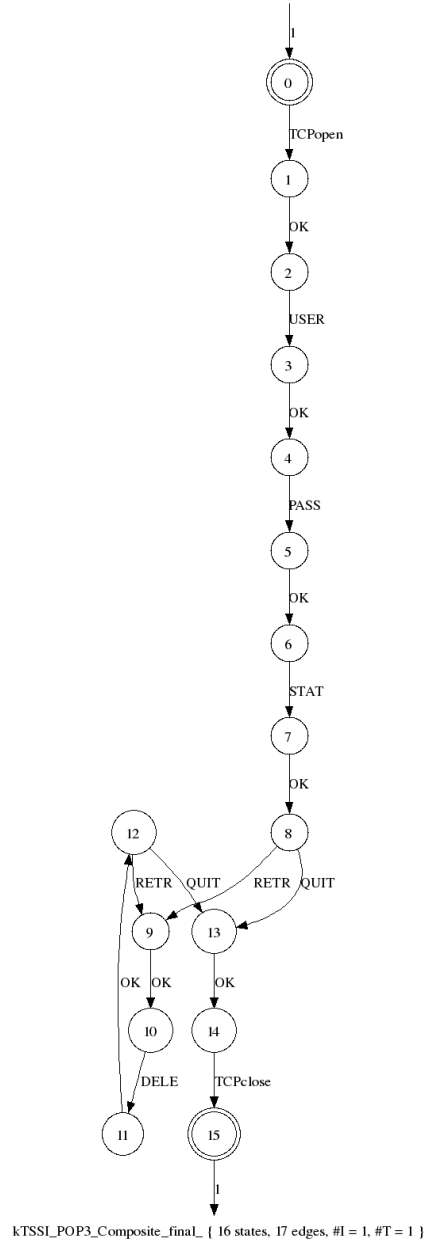 1
0
TCPopen
1
OK
2
USER
3
OK
4
PASS
5
OK
6
STAT
7
OK
12
8
RETR QUIT RETR QUIT
9
13
OK OK OK
10
14
DELE TCPclose
11
15
1
kTSSI_POP3_Composite_final_ { 16 states, 17 edges, #I = 1, #T = 1 }